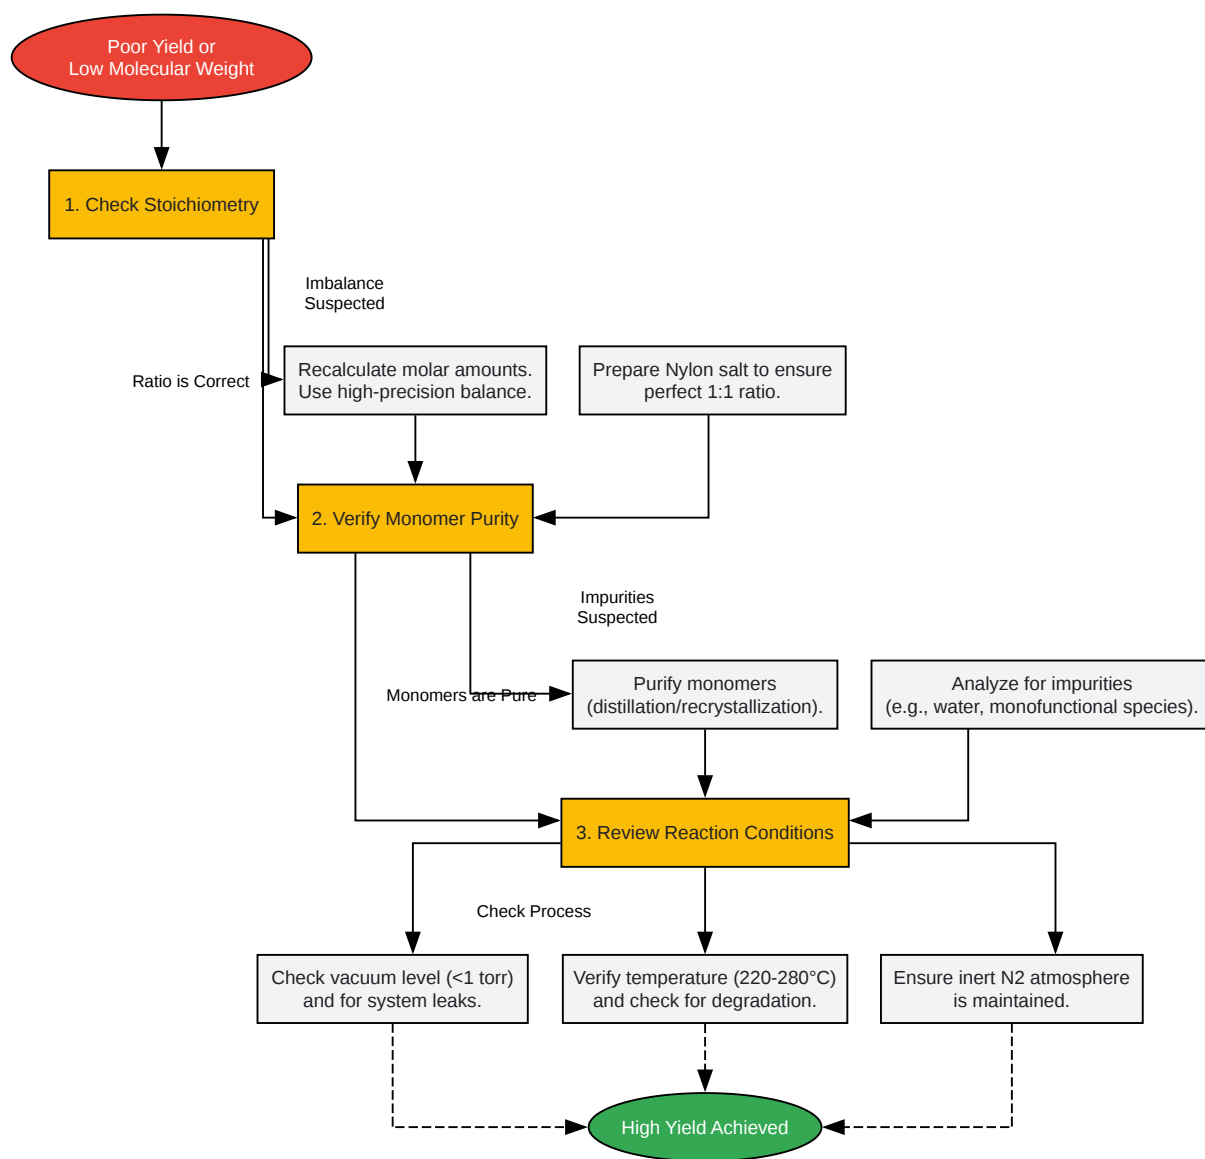 Poor Yield or
Low Molecular Weight
1. Check Stoichiometry
Imbalance
Suspected
Ratio is Correct
Recalculate molar amounts.
Use high-precision balance.
Prepare Nylon salt to ensure
perfect 1:1 ratio.
2. Verify Monomer Purity
Impurities
Suspected
Monomers are Pure
Purify monomers
(distillation/recrystallization).
Analyze for impurities
(e.g., water, monofunctional species).
3. Review Reaction Conditions
Check Process
Check vacuum level (<1 torr)
and for system leaks.
Verify temperature (220-280°C)
and check for degradation.
Ensure inert N2 atmosphere
is maintained.
High Yield Achieved